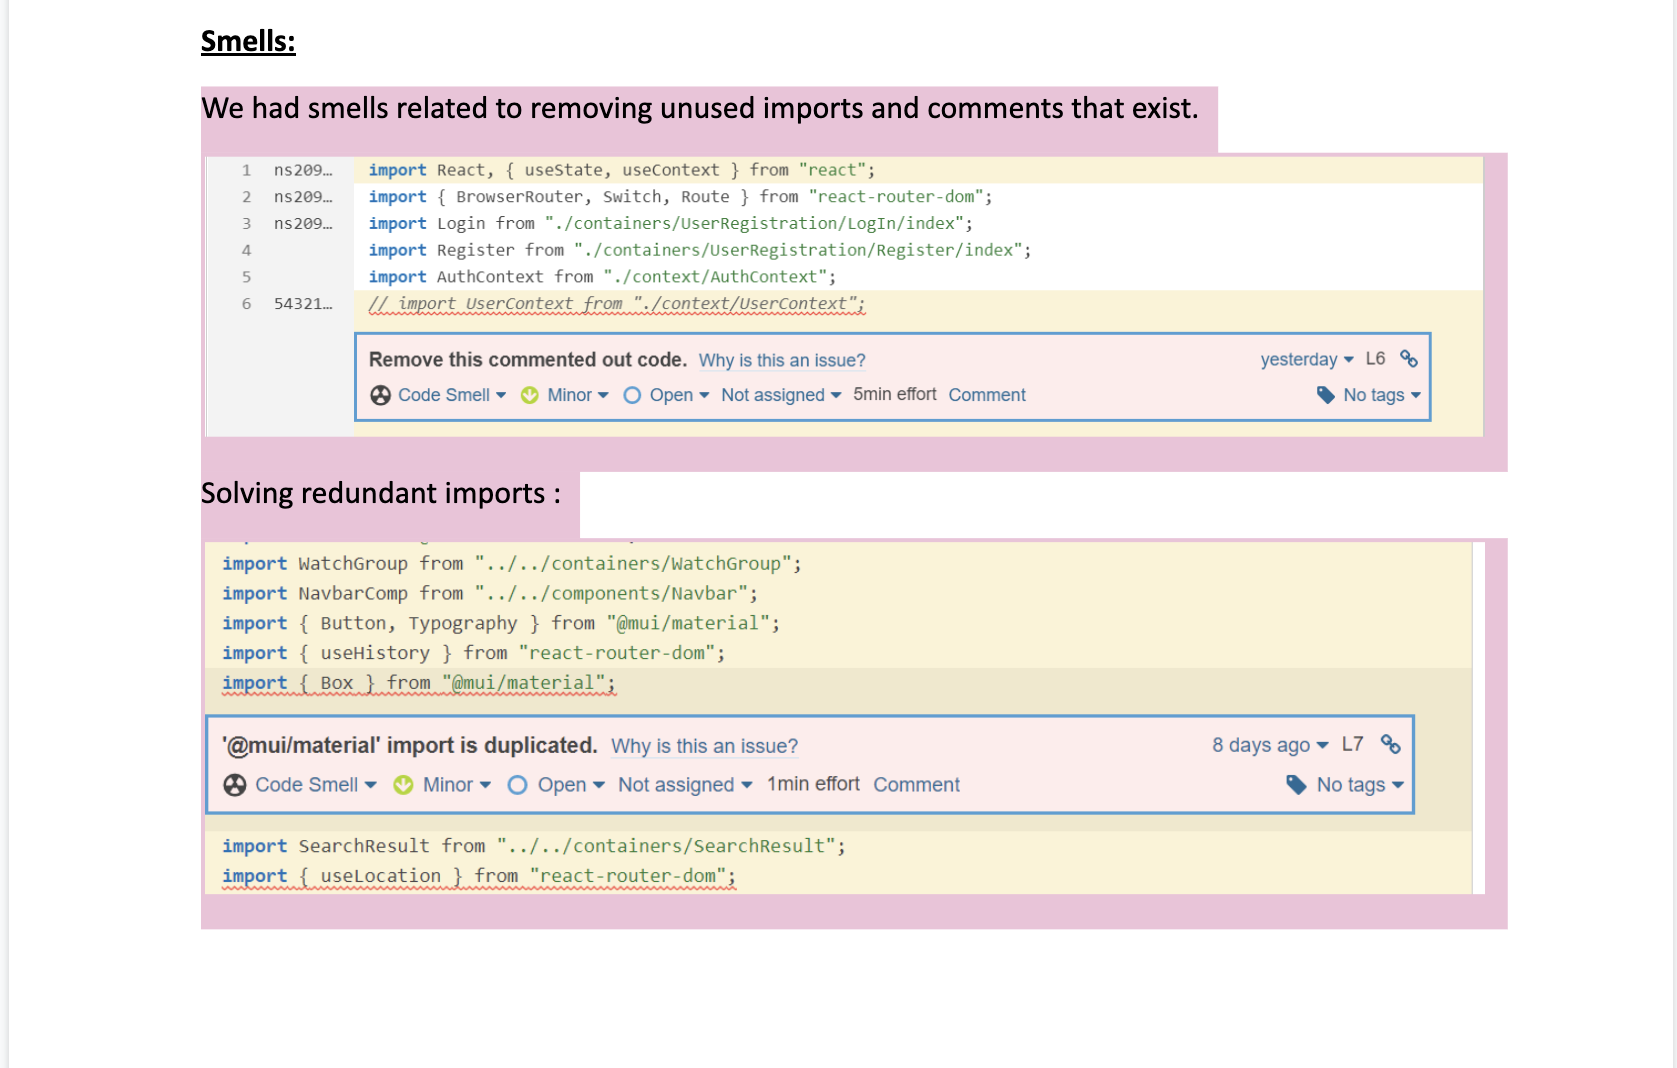 Smells:
We had smells related to removing unused imports and comments that exist.
1 ns209... import React, { useState, useContext } from "react";
2 ns209... import { BrowserRouter, Switch, Route } from "react-router-dom";
3 ns209... import Login from "./containers/UserRegistration/LogIn/index";
4 import Register from "./containers/UserRegistration/Register/index";
5 import AuthContext from "./context/AuthContext";
6 54321... // import UserContext from "./context/UserContext";
Remove this commented out code. Why is this an issue? yesterday L6
Code Smell Minor Open Not assigned 5min effort Comment No tags
Solving redundant imports :
import WatchGroup from "../../containers/WatchGroup";
import NavbarComp from "../../components/Navbar";
import { Button, Typography } from "@mui/material";
import { useHistory } from "react-router-dom";
import { Box } from "@mui/material";
'@mui/material' import is duplicated. Why is this an issue? 8 days ago L7
Code Smell Minor Open Not assigned 1min effort Comment No tags
import SearchResult from "../../containers/SearchResult";
import { useLocation } from "react-router-dom";